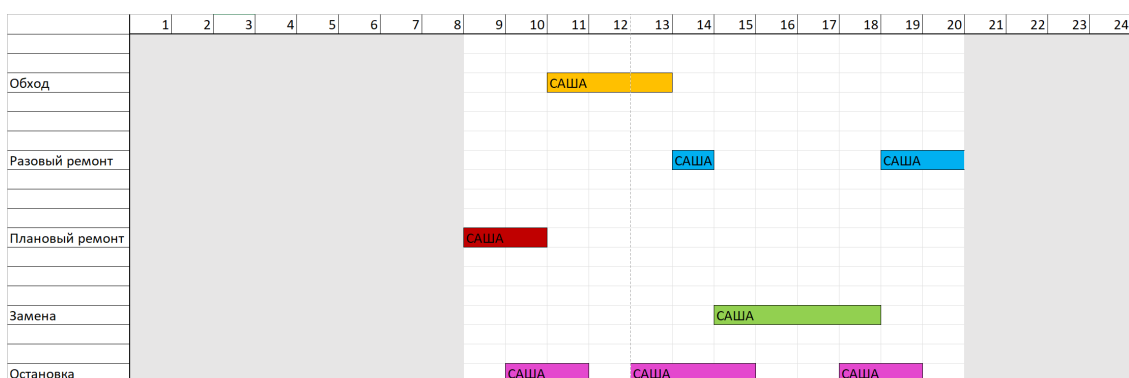 1 2 3 4 5 6 7 8 9 10 11 12 13 14 15 16 17 18 19 20 21 22 23 24
Обход САША
Разовый ремонт САША САША
Плановый ремонт САША
Замена САША
Остановка САША САША САША